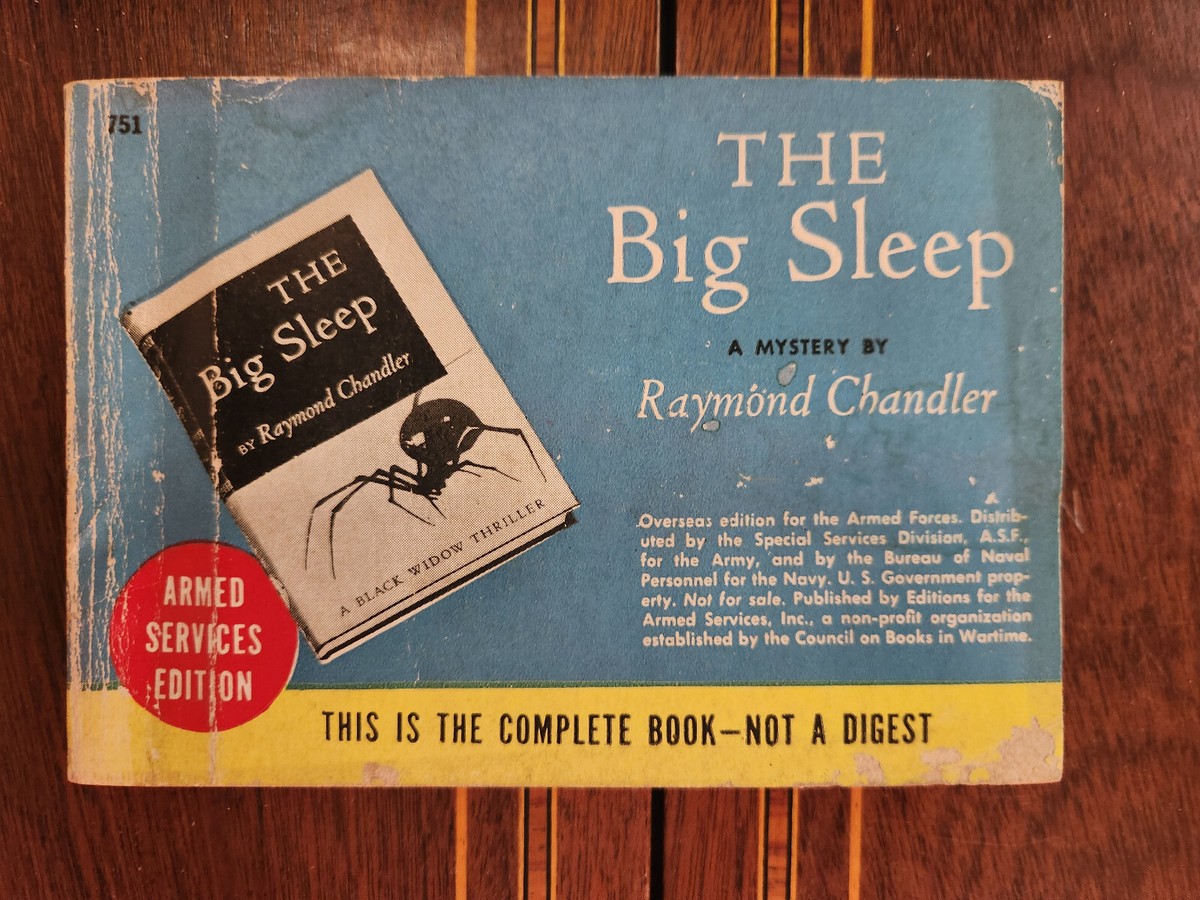 751
THE
Big Sleep
A MYSTERY BY
Raymond Chandler
THE
Big Sleep
BY Raymond Chandler
A BLACK WIDOW THRILLER
Overseas edition for the Armed Forces. Distrib-
uted by the Special Services Division, A.S.F.,
for the Army, and by the Bureau of Naval
Personnel for the Navy. U. S. Government prop-
erty. Not for sale. Published by Editions for the
Armed Services, Inc., a non-profit organization
established by the Council on Books in Wartime.
ARMED
SERVICES
EDITION
THIS IS THE COMPLETE BOOK—NOT A DIGEST